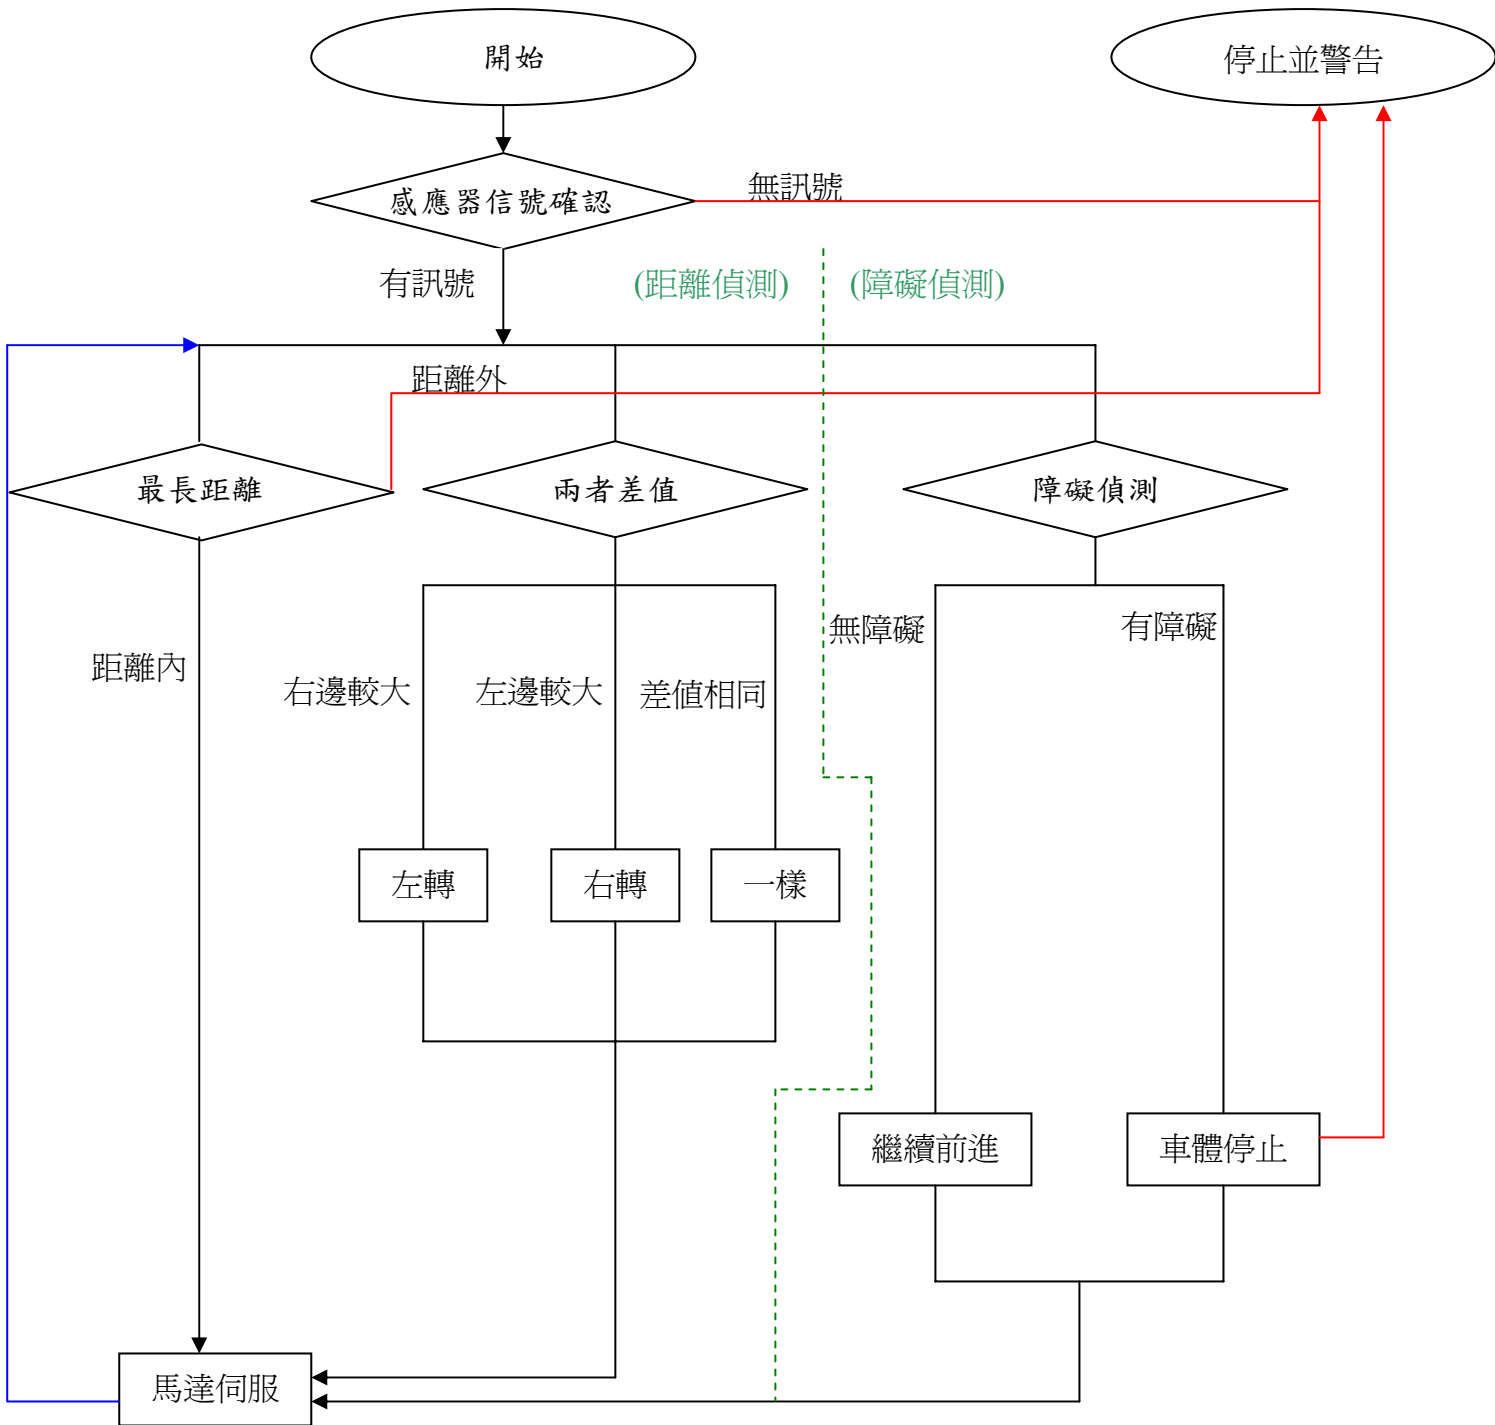 開始
停止並警告
感應器信號確認
無訊號
有訊號
(距離偵測)
(障礙偵測)
距離外
最長距離
兩者差值
障礙偵測
無障礙
有障礙
距離內
右邊較大
左邊較大
差值相同
左轉
右轉
一樣
繼續前進
車體停止
馬達伺服